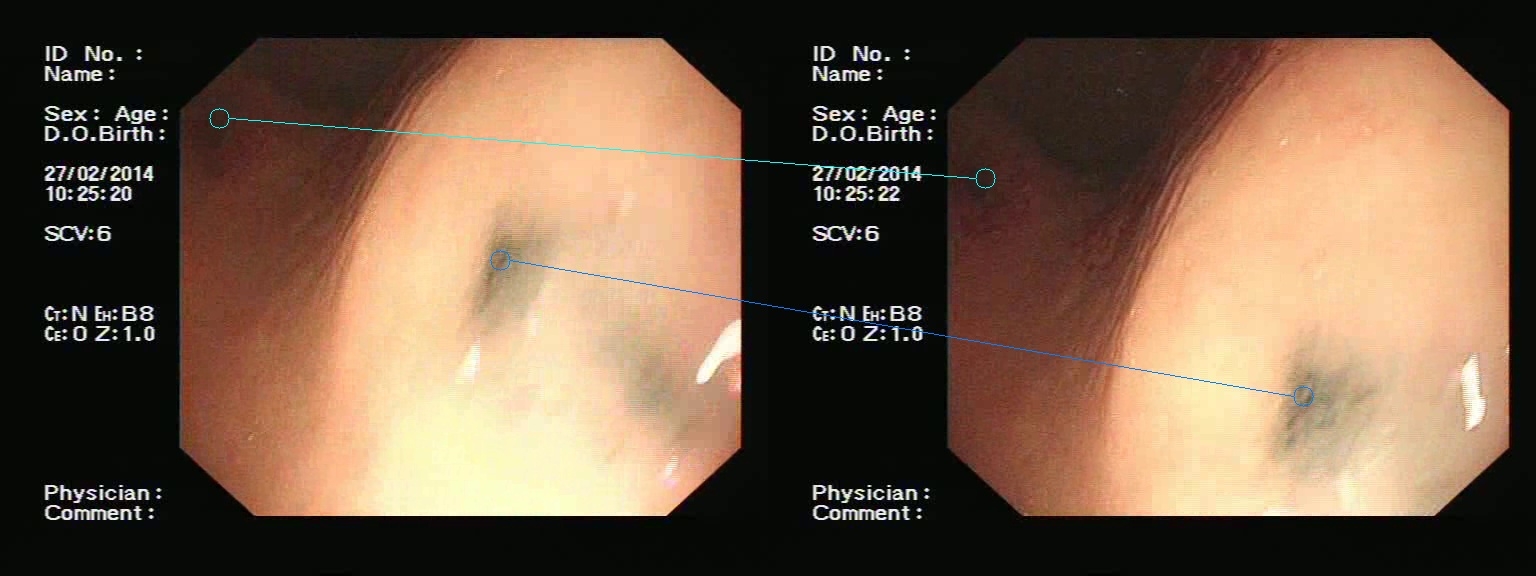 ID No. :
Name :
Sex: Age:
D.O.Birth:
27/02/2014
10:25:20
SCV:6
CT:N EH:B8
CE:0 Z:1.0
Physician:
Comment:
ID No. :
Name :
Sex: Age:
D.O.Birth:
27/02/2014
10:25:22
SCV:6
CT:N EH:B8
CE:0 Z:1.0
Physician:
Comment: